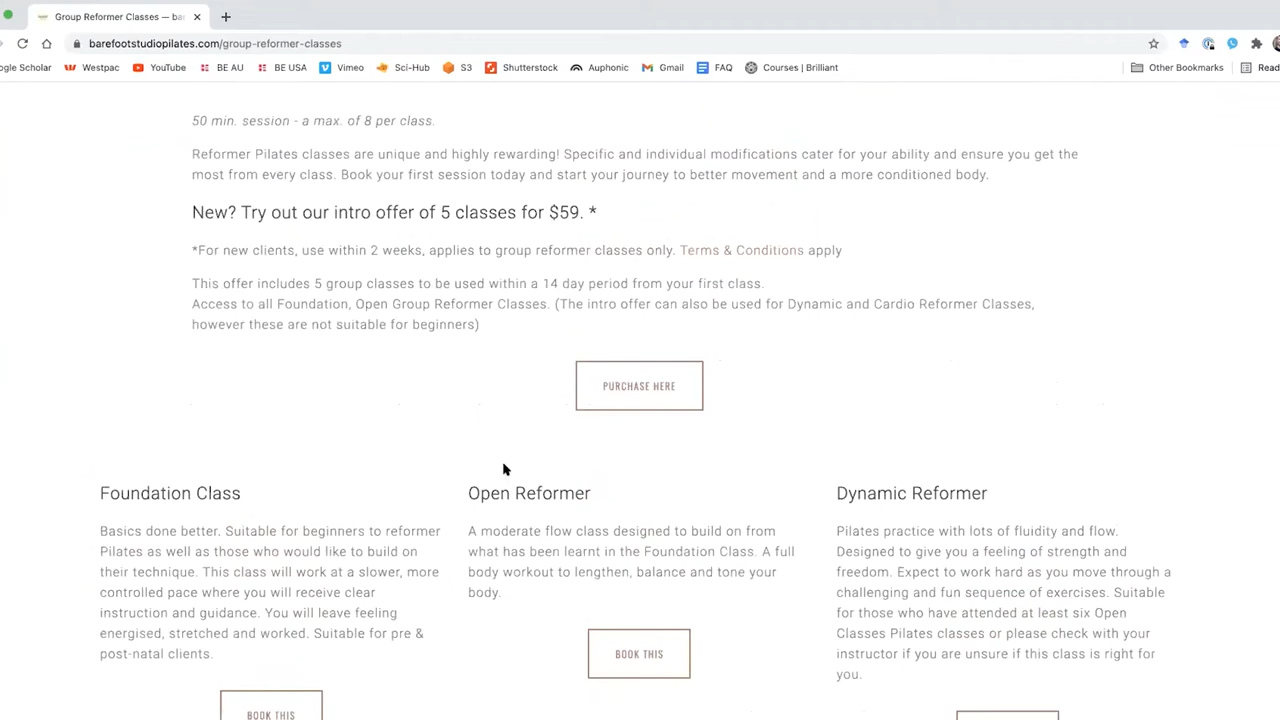 Group Reformer Classes — bar
barefootstudiopilates.com/group-reformer-classes
gle Scholar Westpac YouTube BE AU BE USA Vimeo Sci-Hub S3 Shutterstock Auphonic Gmail FAQ Courses | Brilliant Other Bookmarks Read
50 min. session - a max. of 8 per class.
Reformer Pilates classes are unique and highly rewarding! Specific and individual modifications cater for your ability and ensure you get the
most from every class. Book your first session today and start your journey to better movement and a more conditioned body.
New? Try out our intro offer of 5 classes for $59. *
*For new clients, use within 2 weeks, applies to group reformer classes only. Terms & Conditions apply
This offer includes 5 group classes to be used within a 14 day period from your first class.
Access to all Foundation, Open Group Reformer Classes. (The intro offer can also be used for Dynamic and Cardio Reformer Classes,
however these are not suitable for beginners)
PURCHASE HERE
Foundation Class
Basics done better. Suitable for beginners to reformer
Pilates as well as those who would like to build on
their technique. This class will work at a slower, more
controlled pace where you will receive clear
instruction and guidance. You will leave feeling
energised, stretched and worked. Suitable for pre &
post-natal clients.
BOOK THIS
Open Reformer
A moderate flow class designed to build on from
what has been learnt in the Foundation Class. A full
body workout to lengthen, balance and tone your
body.
BOOK THIS
Dynamic Reformer
Pilates practice with lots of fluidity and flow.
Designed to give you a feeling of strength and
freedom. Expect to work hard as you move through a
challenging and fun sequence of exercises. Suitable
for those who have attended at least six Open
Classes Pilates classes or please check with your
instructor if you are unsure if this class is right for
you.